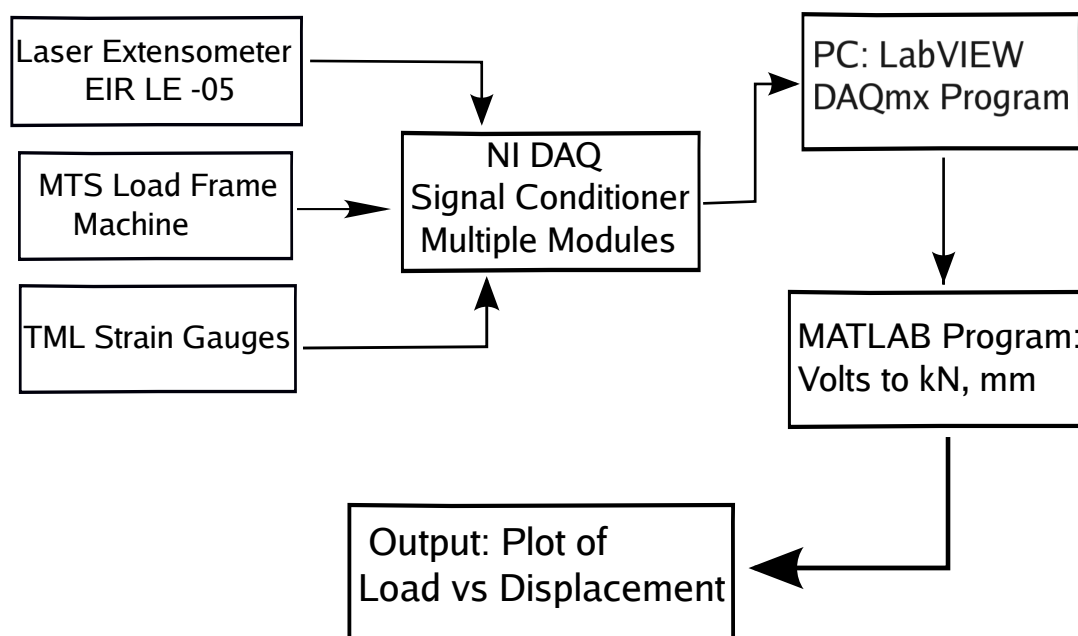 Laser Extensometer
EIR LE -05
MTS Load Frame
Machine
TML Strain Gauges
NI DAQ
Signal Conditioner
Multiple Modules
PC: LabVIEW
DAQmx Program
MATLAB Program:
Volts to kN, mm
Output: Plot of
Load vs Displacement